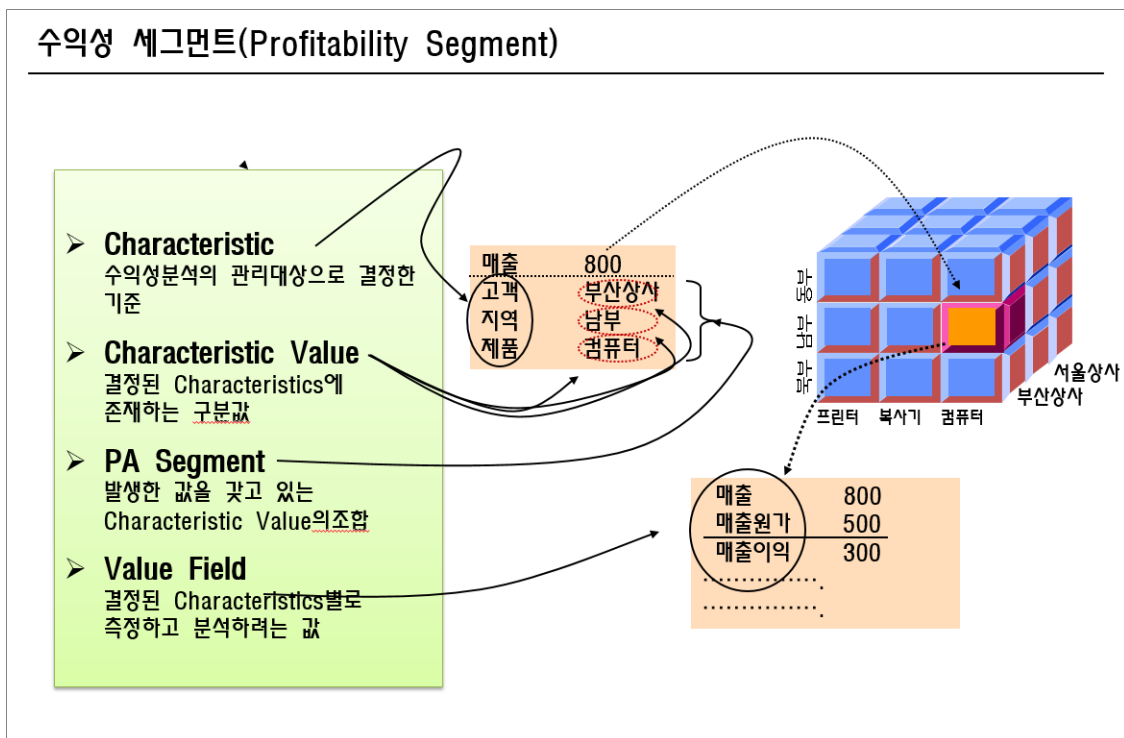 수익성 세그먼트(Profitability Segment)
➢ Characteristic
수익성분석의 관리대상으로 결정한
기준
➢ Characteristic Value
결정된 Characteristics에
존재하는 구분값
➢ PA Segment
발생한 값을 갖고 있는
Characteristic Value의조합
➢ Value Field
결정된 Characteristics별로
측정하고 분석하려는 값
매출 800
고객 부산상사
지역 남부
제품 컴퓨터
중부
남부
북부
서울상사
부산상사
프린터 복사기 컴퓨터
매출 800
매출원가 500
매출이익 300
................
................